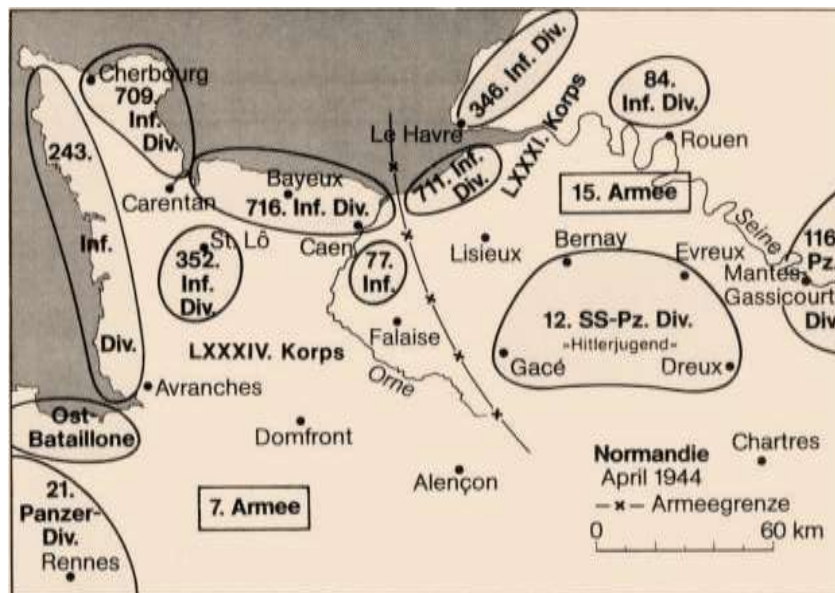 Cherbourg
709.
Inf.
Div.
243.
Inf.
Div.
Carentan
Bayeux
716. Inf. Div.
Caen
St. Lô
352.
Inf.
Div.
77.
Inf.
LXXXIV. Korps
Falaise
Orne
Avranches
Ost-
Bataillone
Domfront
21.
Panzer-
Div.
Rennes
7. Armee
Alençon
346. Inf. Div.
Le Havre
LXXXI. Korps
711. Inf.
Div.
84.
Inf. Div.
Rouen
15. Armee
Seine
Lisieux
Bernay
Evreux
12. SS-Pz. Div.
»Hitlerjugend«
Gacé
Dreux
116
Pz.
Mantes
Gassicourt
Div
Chartres
Normandie
April 1944
Armeegrenze
0 60 km